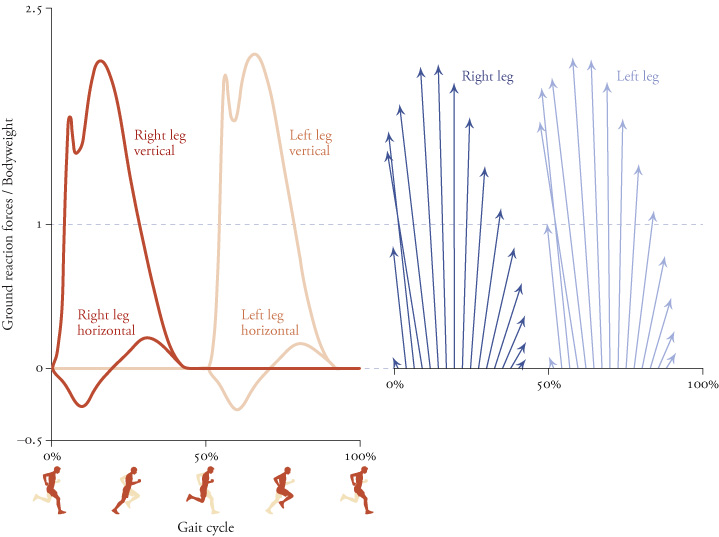 2.5
Right leg
Left leg
Right leg
vertical
Left leg
vertical
Ground reaction forces / Bodyweight
1
Right leg
horizontal
Left leg
horizontal
0
0%
50%
100%
–0.5
0%
50%
100%
Gait cycle